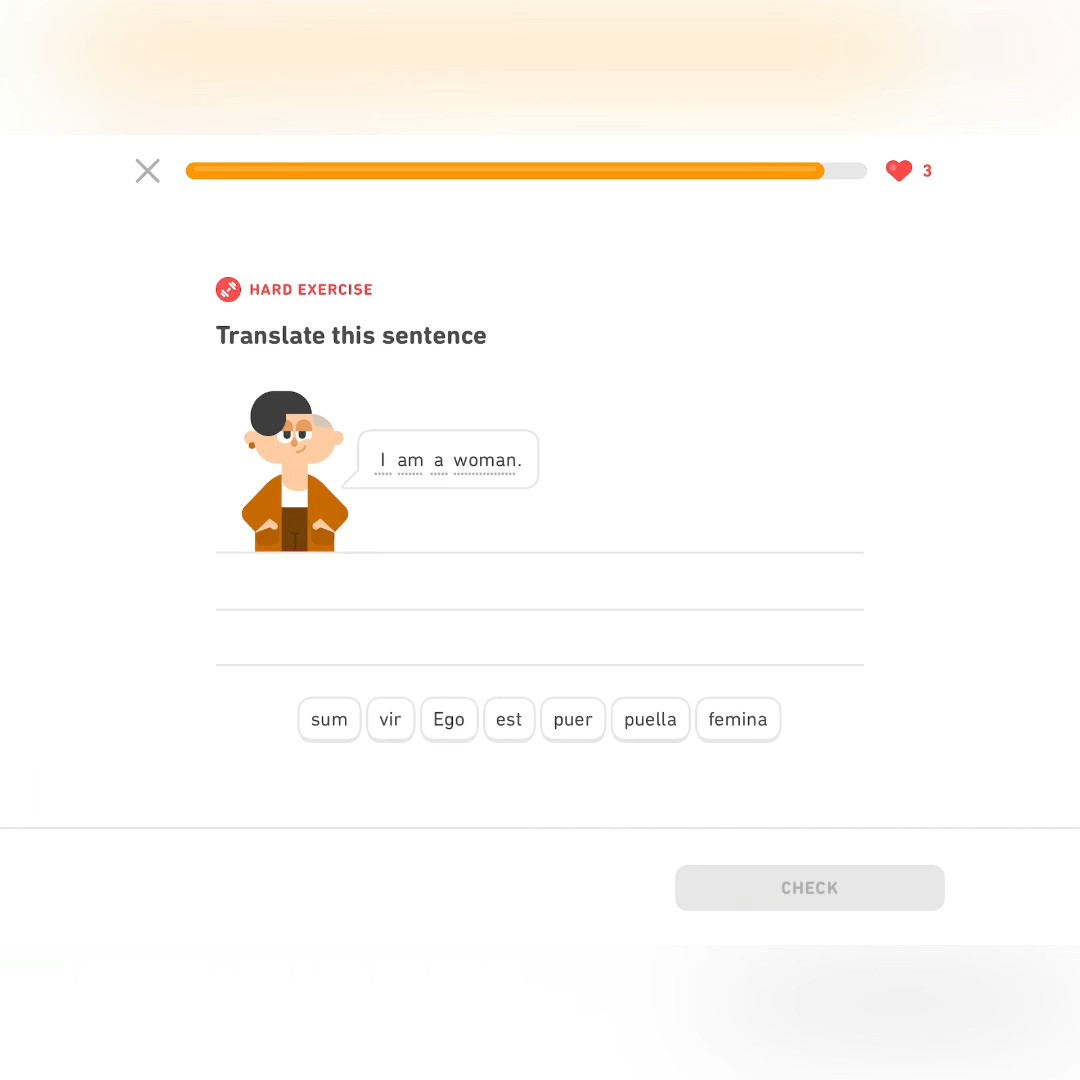 3
HARD EXERCISE
Translate this sentence
I am a woman.
sum vir Ego est puer puella femina
CHECK